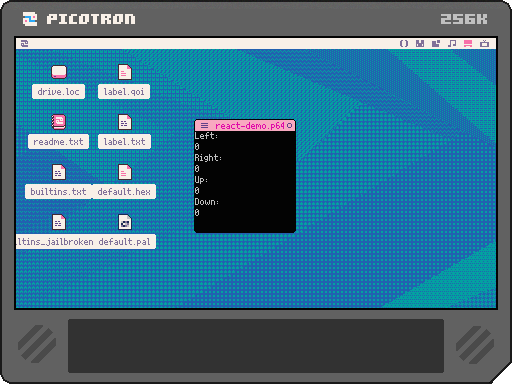 PICOTRON
256K
react-demo.p64
drive.loc
label.qoi
readme.txt
label.txt
builtins.txt
default.hex
ltins_jailbroken
default.pal
Left:
0
Right:
0
Up:
0
Down:
0